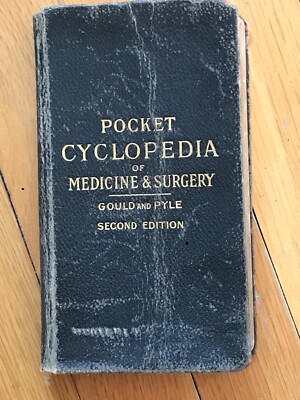 POCKET
CYCLOPEDIA
OF
MEDICINE & SURGERY
GOULD AND PYLE
SECOND EDITION